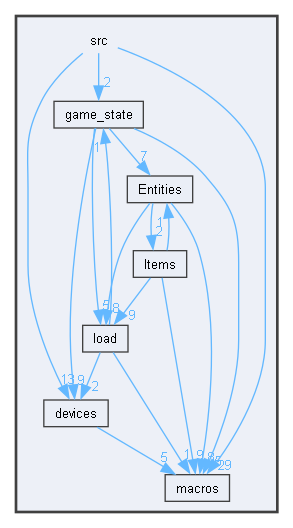 src
2
game_state
7
1
Entities
1
2
Items
5
8
9
load
13
9
2
devices
5
1
9
29
macros